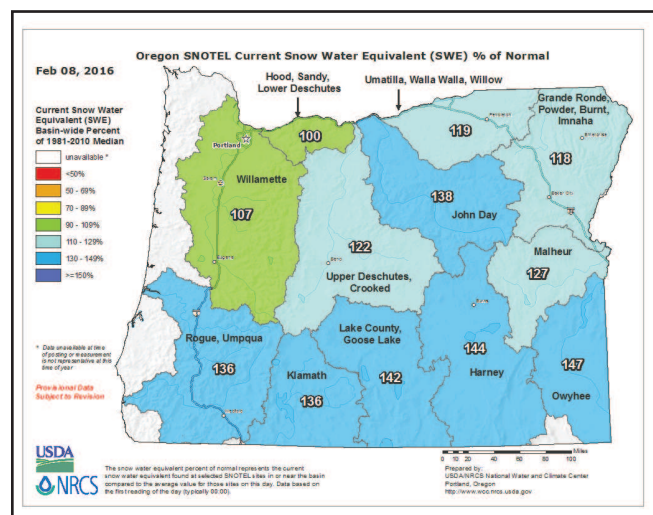 Oregon SNOTEL Current Snow Water Equivalent (SWE) % of Normal
Feb 08, 2016
Hood, Sandy,
Lower Deschutes
Umatilla, Walla Walla, Willow
Grande Ronde,
Powder, Burnt,
Imnaha
Current Snow Water
Equivalent (SWE)
Basin-wide Percent
of 1981-2010 Median
unavailable *
<50%
50 - 69%
70 - 89%
90 - 109%
110 - 129%
130 - 149%
>=150%
Portland
100
119
Pendleton
Enterprise
118
Salem
Willamette
107
138
John Day
Baker City
122
Bend
Upper Deschutes,
Crooked
Malheur
127
Eugene
Burns
Rogue, Umpqua
136
Lake County,
Goose Lake
142
144
Harney
147
Owyhee
Klamath
136
* Data unavailable at time
of posting or measurement
is not representative at this
time of year
Provisional Data
Subject to Revision
USDA
NRCS
The snow water equivalent percent of normal represents the current
snow water equivalent found at selected SNOTEL sites in or near the basin
compared to the average value for those sites on this day. Data based on
the first reading of the day (typically 00:00).
Miles
0 10 20 40 60 80 100
Prepared by:
USDA/NRCS National Water and Climate Center
Portland, Oregon
http://www.wcc.nrcs.usda.gov